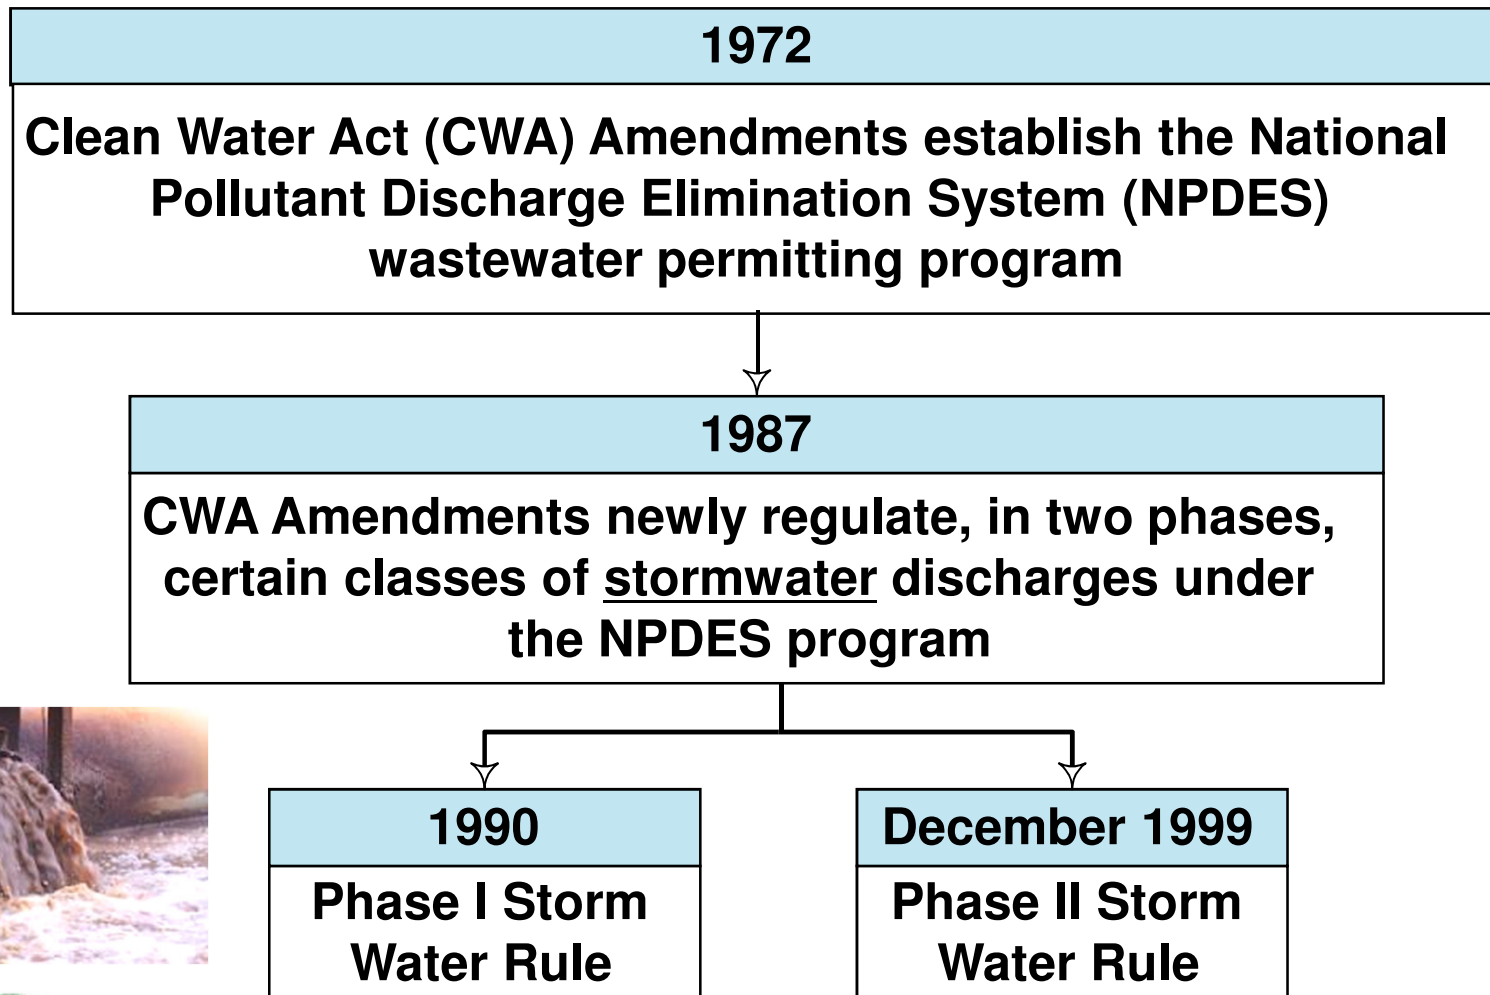 1972
Clean Water Act (CWA) Amendments establish the National
Pollutant Discharge Elimination System (NPDES)
wastewater permitting program
1987
CWA Amendments newly regulate, in two phases,
certain classes of stormwater discharges under
the NPDES program
1990
Phase I Storm
Water Rule
December 1999
Phase II Storm
Water Rule